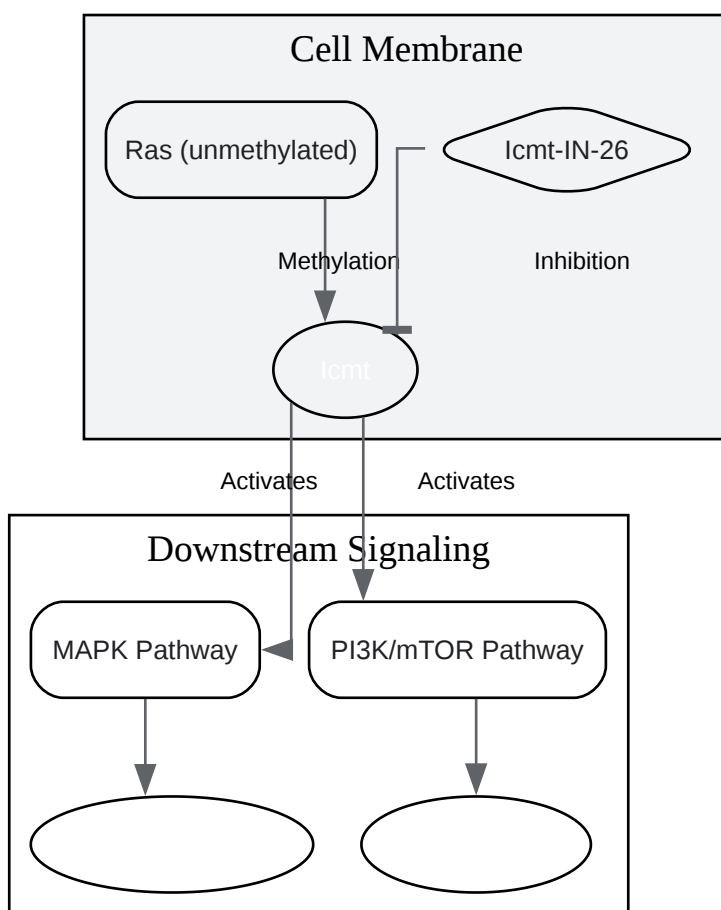 Cell Membrane
Ras (unmethylated)
Icmt-IN-26
Methylation
Inhibition
Icmt
Activates
Activates
Downstream Signaling
MAPK Pathway
PI3K/mTOR Pathway